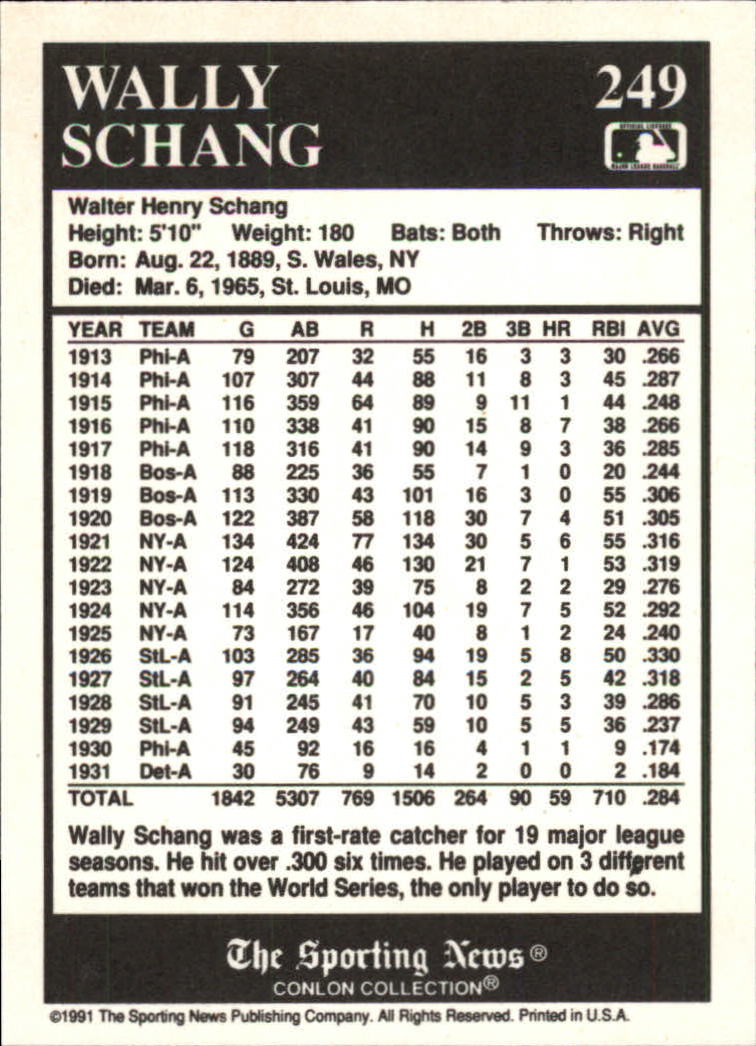 WALLY
SCHANG
249
OFFICIAL LICENSEE
MAJOR LEAGUE BASEBALL
Walter Henry Schang
Height: 5'10" Weight: 180 Bats: Both Throws: Right
Born: Aug. 22, 1889, S. Wales, NY
Died: Mar. 6, 1965, St. Louis, MO
YEAR TEAM G AB R H 2B 3B HR RBI AVG
1913 Phi-A 79 207 32 55 16 3 3 30 .266
1914 Phi-A 107 307 44 88 11 8 3 45 .287
1915 Phi-A 116 359 64 89 9 11 1 44 .248
1916 Phi-A 110 338 41 90 15 8 7 38 .266
1917 Phi-A 118 316 41 90 14 9 3 36 .285
1918 Bos-A 88 225 36 55 7 1 0 20 .244
1919 Bos-A 113 330 43 101 16 3 0 55 .306
1920 Bos-A 122 387 58 118 30 7 4 51 .305
1921 NY-A 134 424 77 134 30 5 6 55 .316
1922 NY-A 124 408 46 130 21 7 1 53 .319
1923 NY-A 84 272 39 75 8 2 2 29 .276
1924 NY-A 114 356 46 104 19 7 5 52 .292
1925 NY-A 73 167 17 40 8 1 2 24 .240
1926 StL-A 103 285 36 94 19 5 8 50 .330
1927 StL-A 97 264 40 84 15 2 5 42 .318
1928 StL-A 91 245 41 70 10 5 3 39 .286
1929 StL-A 94 249 43 59 10 5 5 36 .237
1930 Phi-A 45 92 16 16 4 1 1 9 .174
1931 Det-A 30 76 9 14 2 0 0 2 .184
TOTAL 1842 5307 769 1506 264 90 59 710 .284
Wally Schang was a first-rate catcher for 19 major league
seasons. He hit over .300 six times. He played on 3 different
teams that won the World Series, the only player to do so.
The Sporting News®
CONLON COLLECTION®
©1991 The Sporting News Publishing Company. All Rights Reserved. Printed in U.S.A.